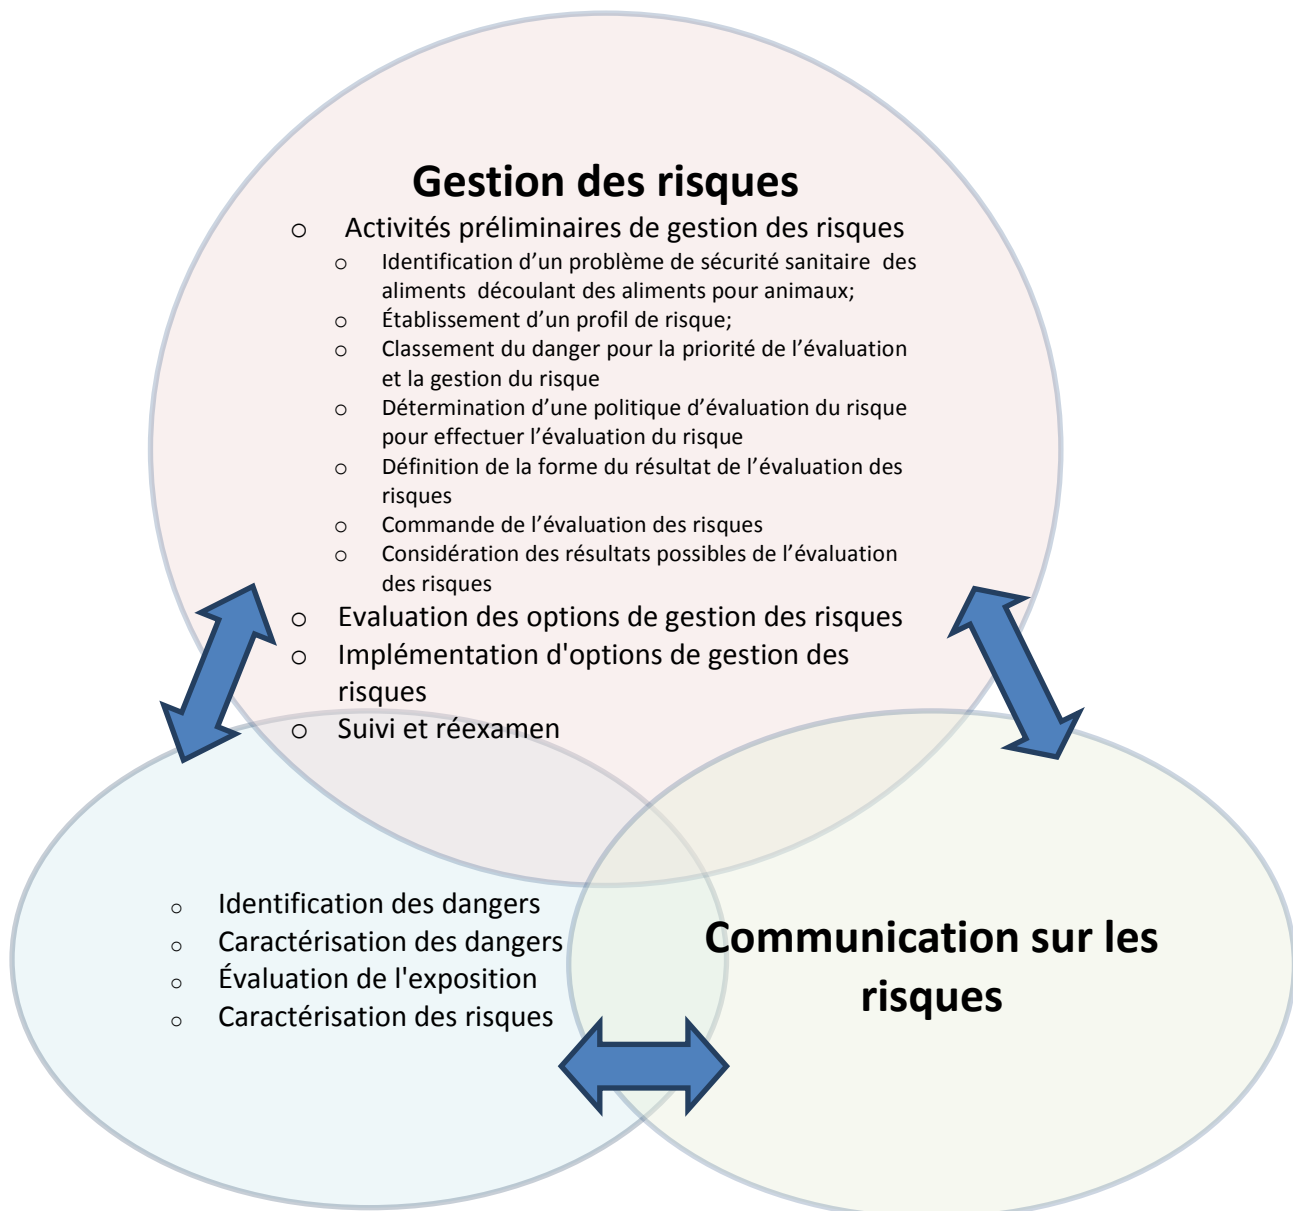 Gestion des risques
o Activités préliminaires de gestion des risques
o Identification d’un problème de sécurité sanitaire des
aliments découlant des aliments pour animaux;
o Établissement d’un profil de risque;
o Classement du danger pour la priorité de l’évaluation
et la gestion du risque
o Détermination d’une politique d’évaluation du risque
pour effectuer l’évaluation du risque
o Définition de la forme du résultat de l’évaluation des
risques
o Commande de l’évaluation des risques
o Considération des résultats possibles de l’évaluation
des risques
o Evaluation des options de gestion des risques
o Implémentation d'options de gestion des
risques
o Suivi et réexamen
o Identification des dangers
o Caractérisation des dangers
o Évaluation de l'exposition
o Caractérisation des risques
Communication sur les
risques